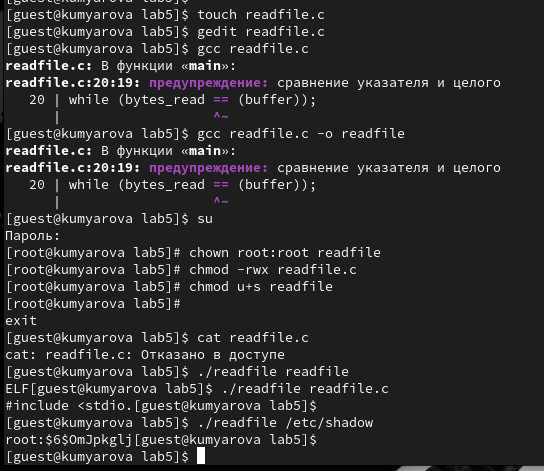 [guest@kumyarova lab5]$ touch readfile.c
[guest@kumyarova lab5]$ gedit readfile.c
[guest@kumyarova lab5]$ gcc readfile.c
readfile.c: В функции «main»:
readfile.c:20:19: предупреждение: сравнение указателя и целого
20 | while (bytes_read == (buffer));
| ^~
[guest@kumyarova lab5]$ gcc readfile.c -o readfile
readfile.c: В функции «main»:
readfile.c:20:19: предупреждение: сравнение указателя и целого
20 | while (bytes_read == (buffer));
| ^~
[guest@kumyarova lab5]$ su
Пароль:
[root@kumyarova lab5]# chown root:root readfile
[root@kumyarova lab5]# chmod -rwx readfile.c
[root@kumyarova lab5]# chmod u+s readfile
[root@kumyarova lab5]#
exit
[guest@kumyarova lab5]$ cat readfile.c
cat: readfile.c: Отказано в доступе
[guest@kumyarova lab5]$ ./readfile readfile
ELF[guest@kumyarova lab5]$ ./readfile readfile.c
#include <stdio.[guest@kumyarova lab5]$
[guest@kumyarova lab5]$ ./readfile /etc/shadow
root:$6$OmJpkglj[guest@kumyarova lab5]$
[guest@kumyarova lab5]$